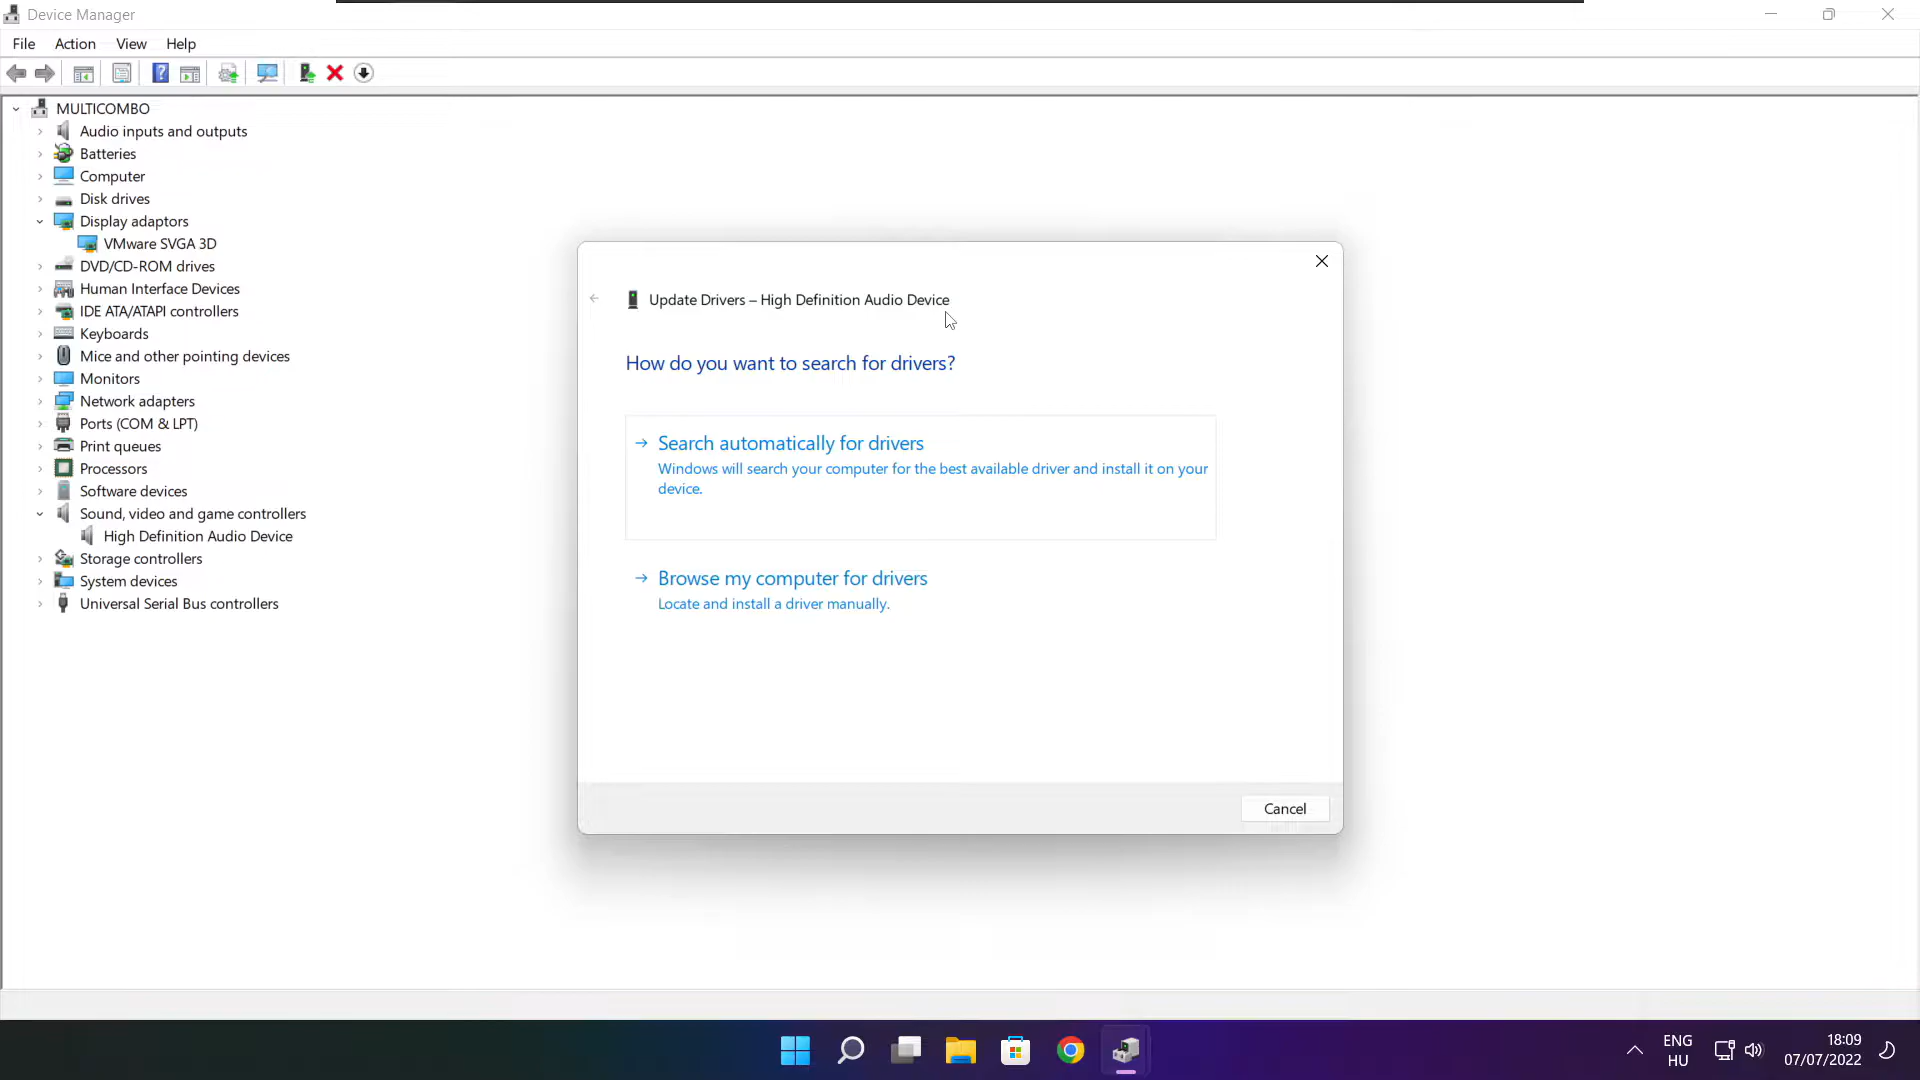 Device Manager
File Action View Help
MULTICOMBO
Audio inputs and outputs
Batteries
Computer
Disk drives
Display adaptors
VMware SVGA 3D
DVD/CD-ROM drives
Human Interface Devices
IDE ATA/ATAPI controllers
Keyboards
Mice and other pointing devices
Monitors
Network adapters
Ports (COM & LPT)
Print queues
Processors
Software devices
Sound, video and game controllers
High Definition Audio Device
Storage controllers
System devices
Universal Serial Bus controllers
Update Drivers – High Definition Audio Device
How do you want to search for drivers?
Search automatically for drivers
Windows will search your computer for the best available driver and install it on your
device.
Browse my computer for drivers
Locate and install a driver manually.
Cancel
ENG
HU
18:09
07/07/2022